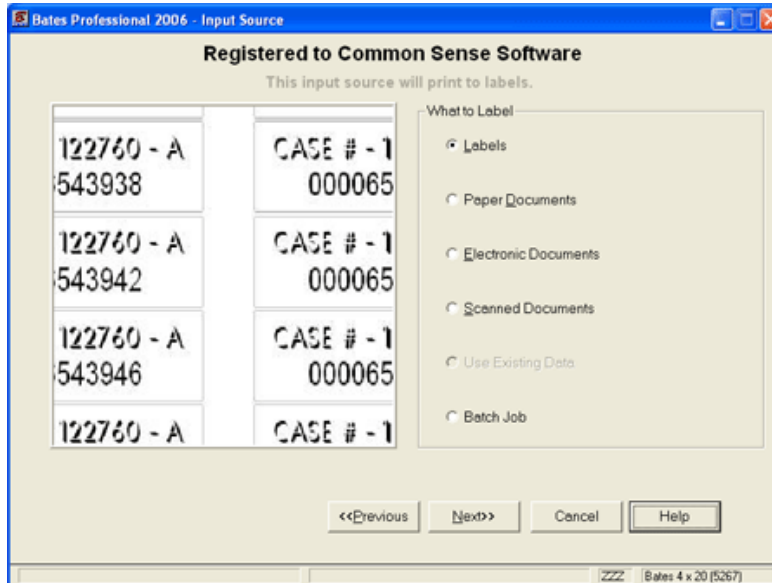 Bates Professional 2006 - Input Source
Registered to Common Sense Software
This input source will print to labels.
What to Label
122760 - A CASE # - 1
543938 000065
122760 - A CASE # - 1
543942 000065
122760 - A CASE # - 1
543946 000065
122760 - A CASE # - 1
Labels
Paper Documents
Electronic Documents
Scanned Documents
Use Existing Data
Batch Job
<<Previous Next>> Cancel Help
ZZZ Bates 4 x 20 (5267)